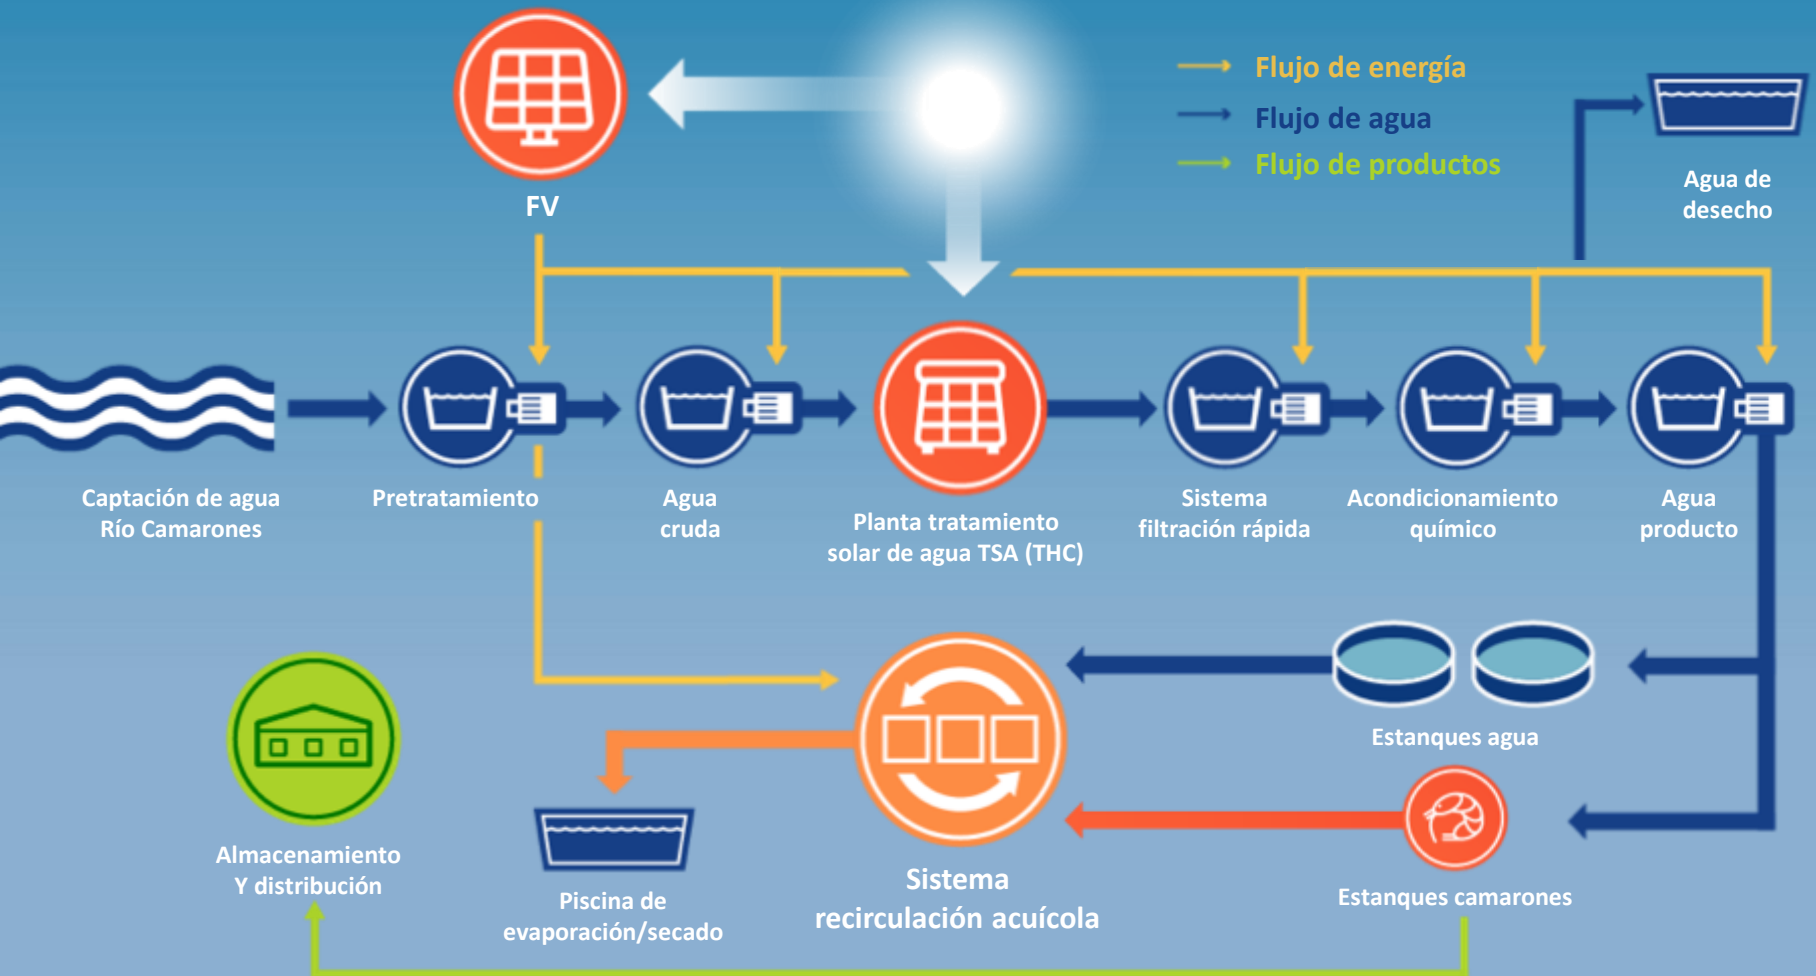 Flujo de energía
Flujo de agua
Flujo de productos
Agua de
desecho
FV
Captación de agua
Río Camarones
Pretratamiento
Agua
cruda
Planta tratamiento
solar de agua TSA (THC)
Sistema
filtración rápida
Acondicionamiento
químico
Agua
producto
Estanques agua
Almacenamiento
Y distribución
Piscina de
evaporación/secado
Sistema
recirculación acuícola
Estanques camarones